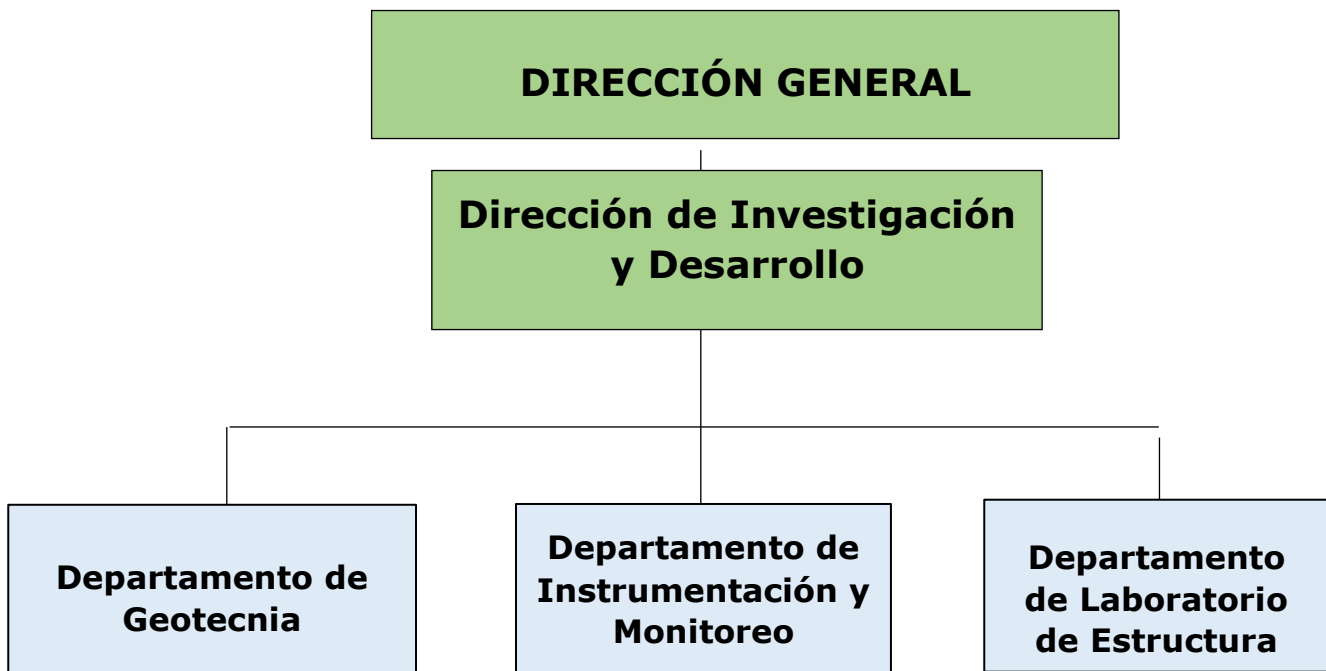 DIRECCIÓN GENERAL
Dirección de Investigación
y Desarrollo
Departamento de
Geotecnia
Departamento de
Instrumentación y
Monitoreo
Departamento
de Laboratorio
de Estructura